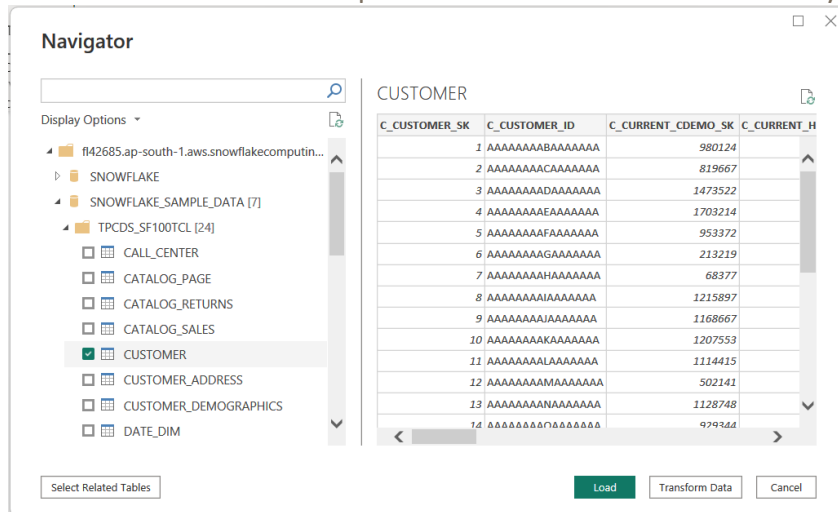 Navigator
Display Options
fl42685.ap-south-1.aws.snowflakecomputin...
SNOWFLAKE
SNOWFLAKE_SAMPLE_DATA [7]
TPCDS_SF100TCL [24]
CALL_CENTER
CATALOG_PAGE
CATALOG_RETURNS
CATALOG_SALES
CUSTOMER
CUSTOMER_ADDRESS
CUSTOMER_DEMOGRAPHICS
DATE_DIM
CUSTOMER
C_CUSTOMER_SK C_CUSTOMER_ID C_CURRENT_CDEMO_SK C_CURRENT_H
1 AAAAAAAABAAAAAAA 980124
2 AAAAAAAACAAAAAAA 819667
3 AAAAAAAADAAAAAAA 1473522
4 AAAAAAAAEAAAAAAA 1703214
5 AAAAAAAAFAAAAAAA 953372
6 AAAAAAAAGAAAAAAA 213219
7 AAAAAAAAHAAAAAAA 68377
8 AAAAAAAAIAAAAAAA 1215897
9 AAAAAAAAJAAAAAAA 1168667
10 AAAAAAAAKAAAAAAA 1207553
11 AAAAAAAALAAAAAAA 1114415
12 AAAAAAAAMAAAAAAA 502141
13 AAAAAAAANAAAAAAA 1128748
14 AAAAAAAAOAAAAAAA 929344
Select Related Tables
Load
Transform Data
Cancel